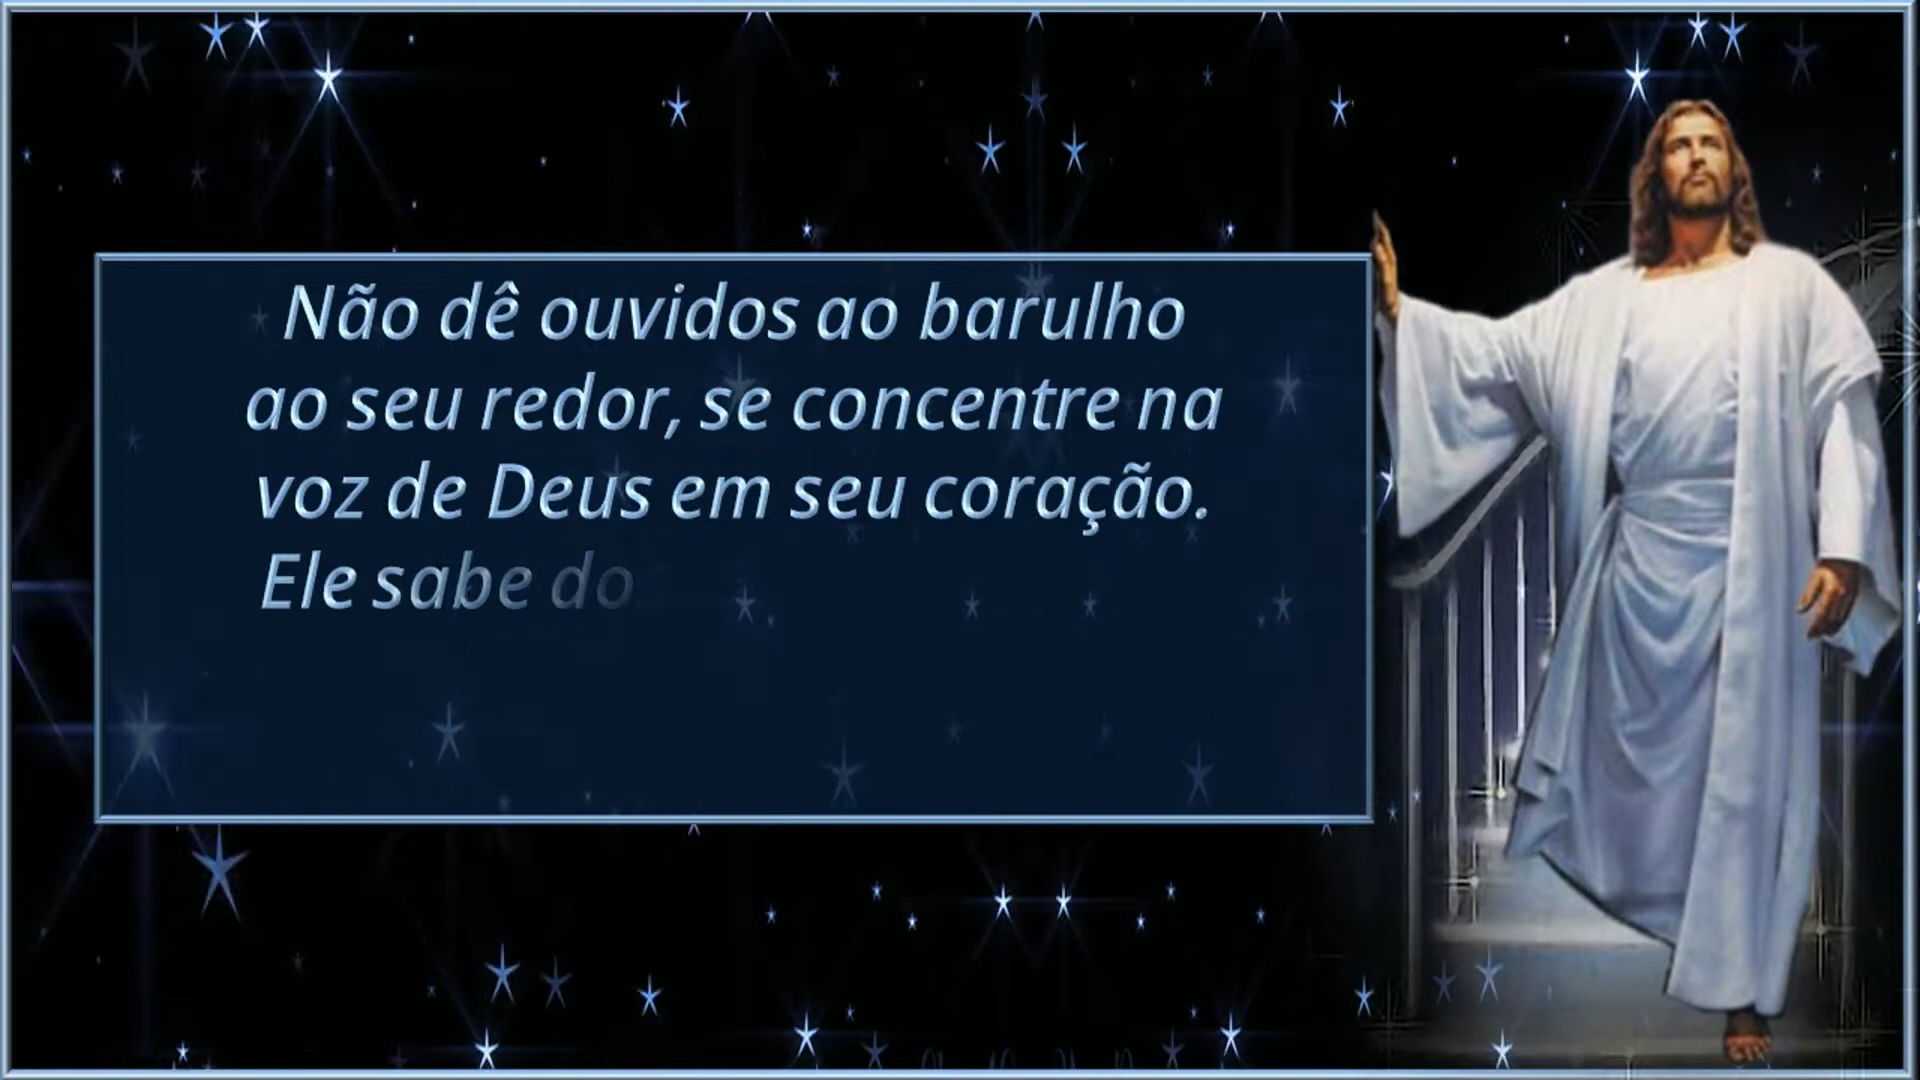 Não dê ouvidos ao barulho
ao seu redor, se concentre na
voz de Deus em seu coração.
Ele sabe do